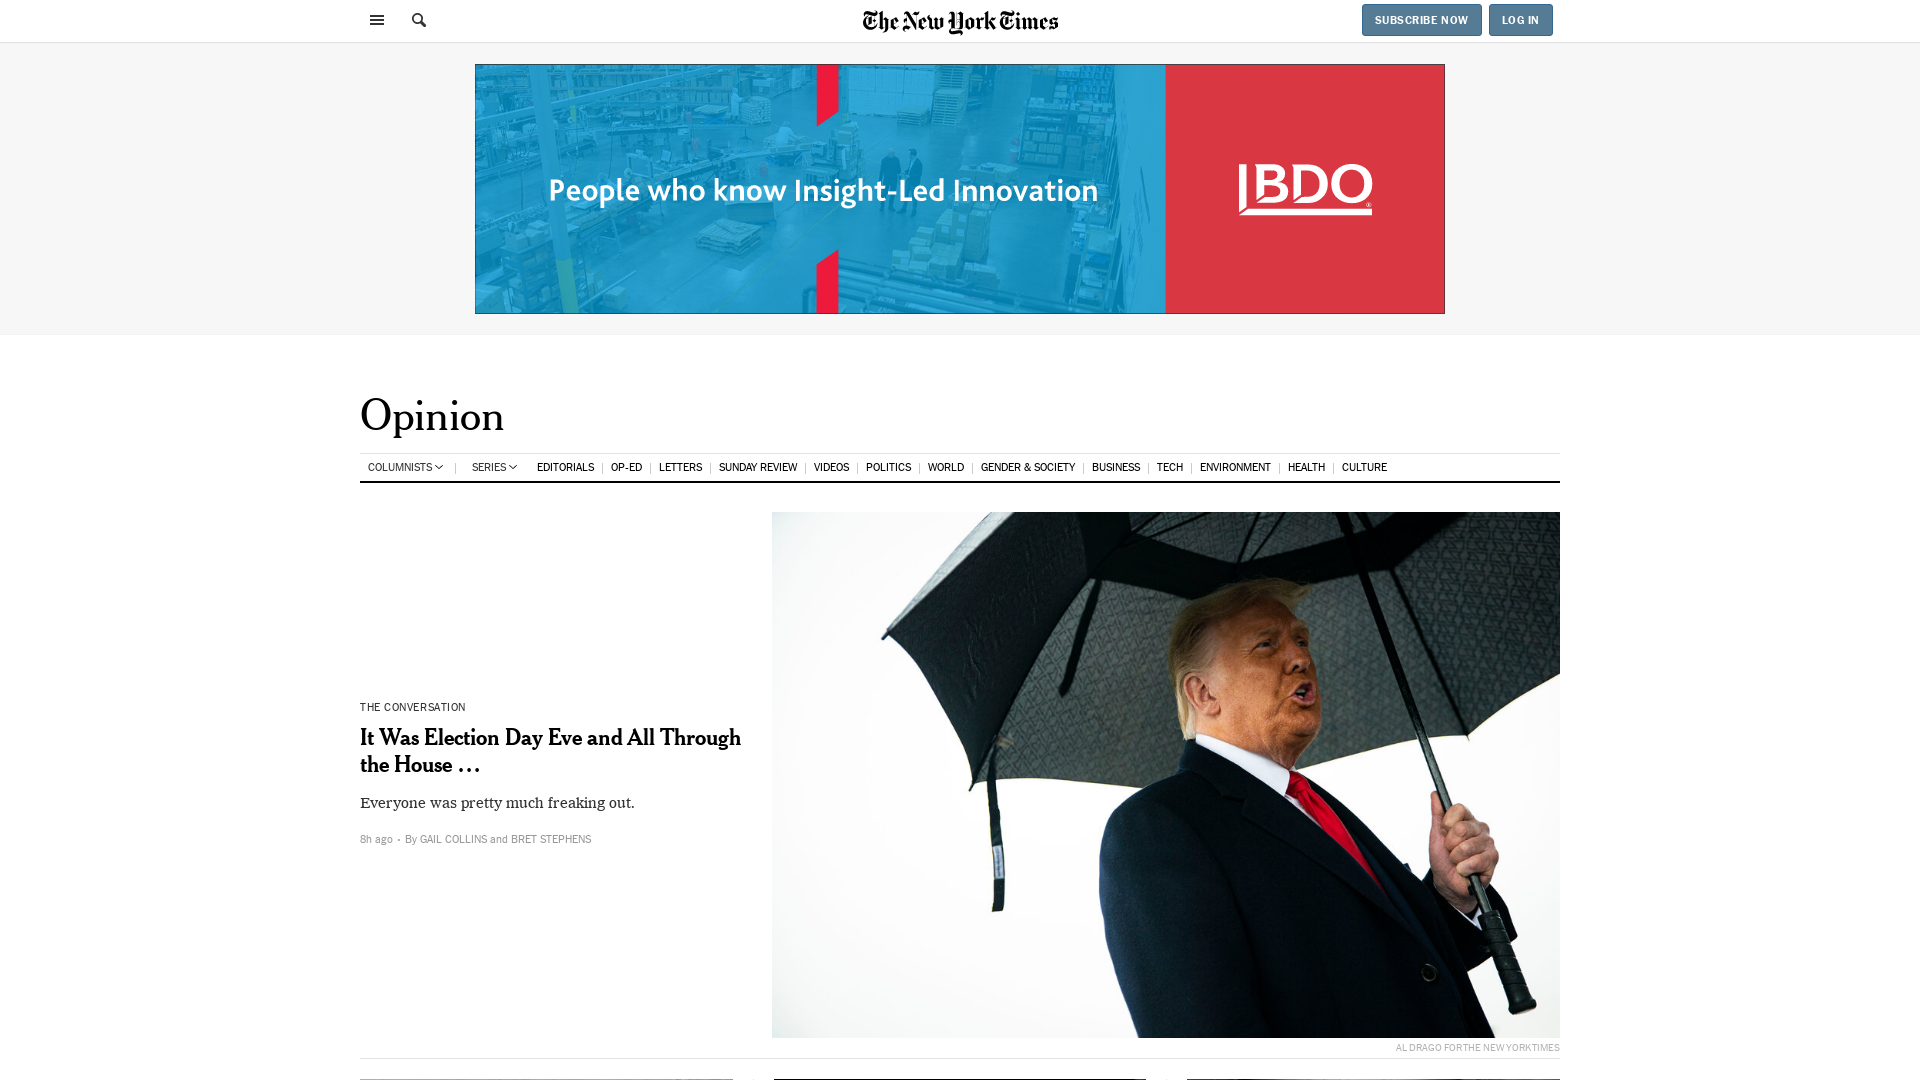 The New York Times
SUBSCRIBE NOW
LOG IN
People who know Insight-Led Innovation
BDO
®
Opinion
COLUMNISTS
SERIES
EDITORIALS
OP-ED
LETTERS
SUNDAY REVIEW
VIDEOS
POLITICS
WORLD
GENDER & SOCIETY
BUSINESS
TECH
ENVIRONMENT
HEALTH
CULTURE
THE CONVERSATION
It Was Election Day Eve and All Through
the House …
Everyone was pretty much freaking out.
8h ago • By GAIL COLLINS and BRET STEPHENS
AL DRAGO FOR THE NEW YORK TIMES